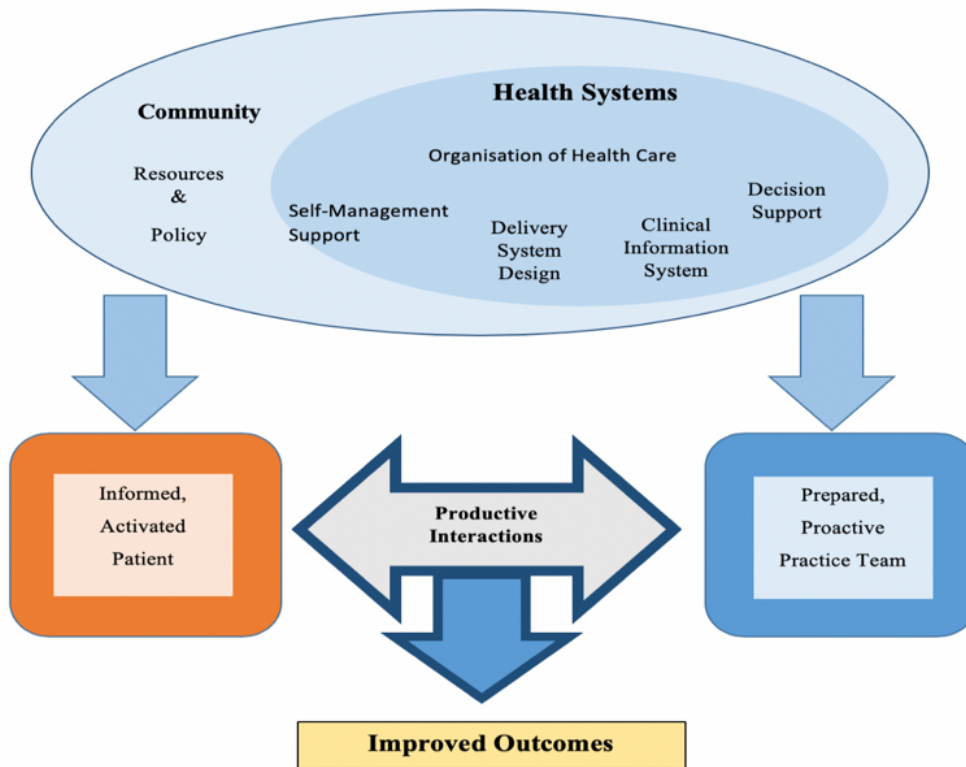 Community
Health Systems
Organisation of Health Care
Resources
&
Policy
Self-Management
Support
Delivery
System
Design
Clinical
Information
System
Decision
Support
Informed,
Activated
Patient
Productive
Interactions
Prepared,
Proactive
Practice Team
Improved Outcomes